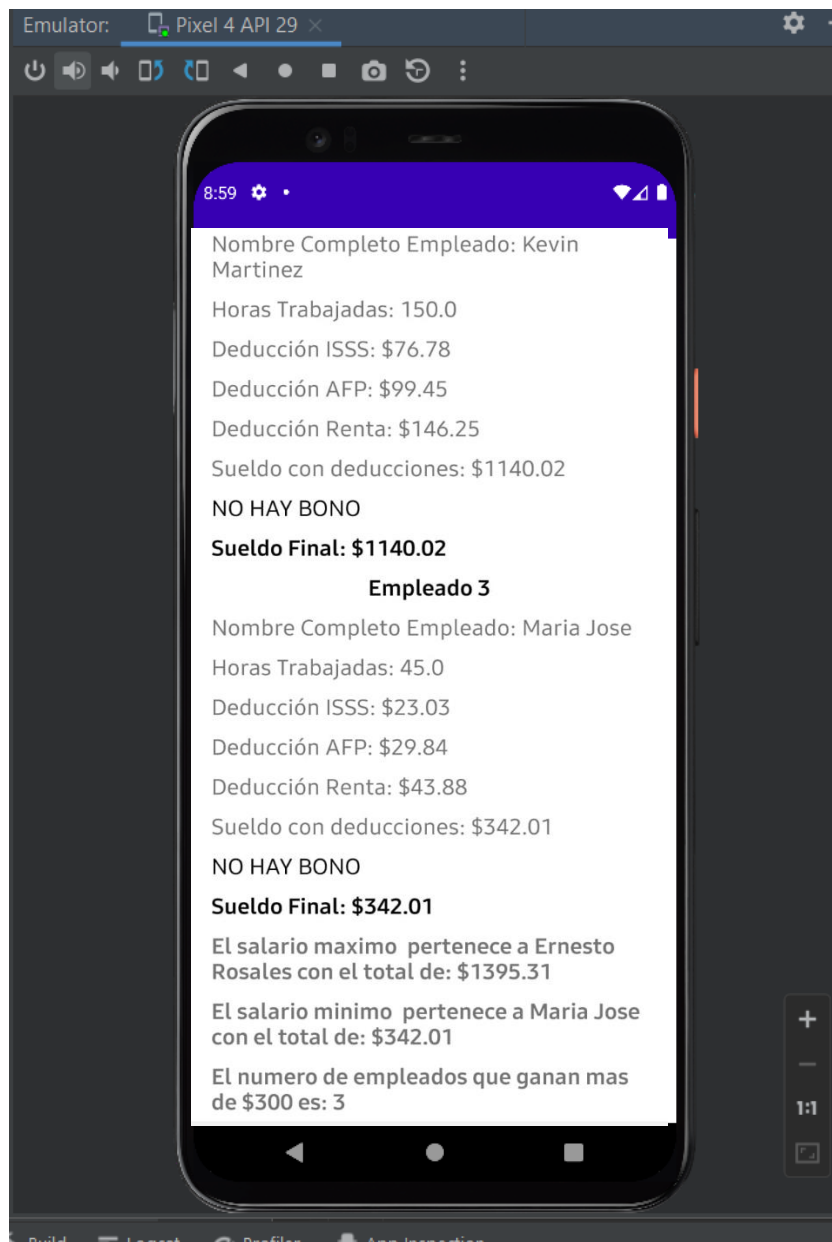 Emulator: Pixel 4 API 29
8:59
Nombre Completo Empleado: Kevin
Martinez
Horas Trabajadas: 150.0
Deducción ISSS: $76.78
Deducción AFP: $99.45
Deducción Renta: $146.25
Sueldo con deducciones: $1140.02
NO HAY BONO
Sueldo Final: $1140.02
Empleado 3
Nombre Completo Empleado: Maria Jose
Horas Trabajadas: 45.0
Deducción ISSS: $23.03
Deducción AFP: $29.84
Deducción Renta: $43.88
Sueldo con deducciones: $342.01
NO HAY BONO
Sueldo Final: $342.01
El salario maximo  pertenece a Ernesto
Rosales con el total de: $1395.31
El salario minimo  pertenece a Maria Jose
con el total de: $342.01
El numero de empleados que ganan mas
de $300 es: 3
1:1
Build Logcat Profiler App Inspection